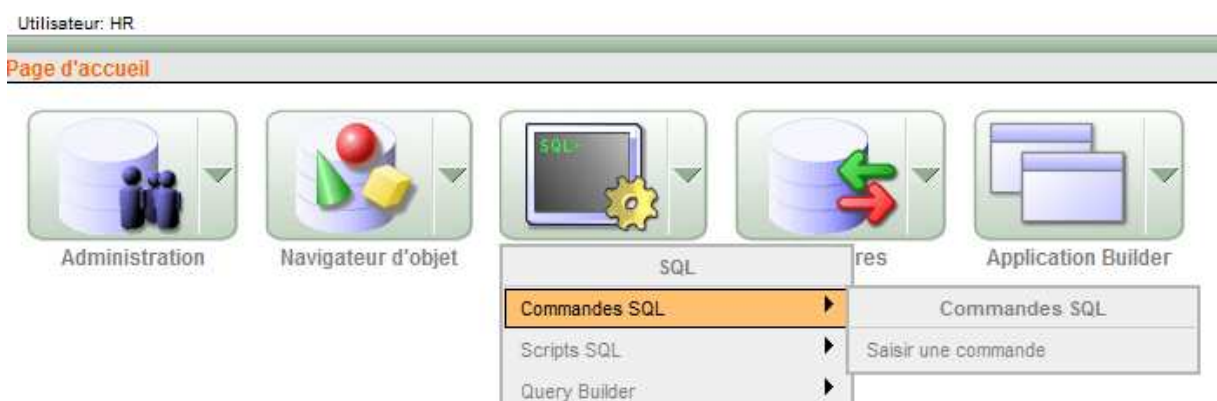 Utilisateur: HR
Page d'accueil
SQL>
Administration
Navigateur d'objet
SQL
res
Application Builder
Commandes SQL
Commandes SQL
Scripts SQL
Saisir une commande
Query Builder